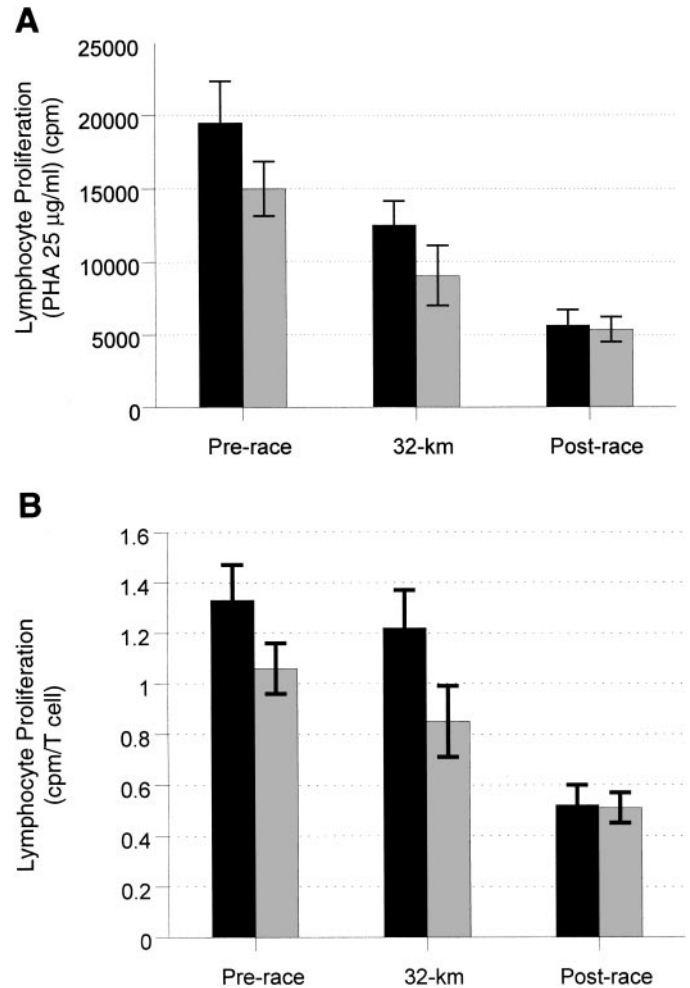 A
Lymphocyte Proliferation
(PHA 25 µg/ml) (cpm)
25000
20000
15000
10000
5000
0
Pre-race 32-km Post-race
B
Lymphocyte Proliferation
(cpm/T cell)
1.6
1.4
1.2
1
0.8
0.6
0.4
0.2
0
Pre-race 32-km Post-race